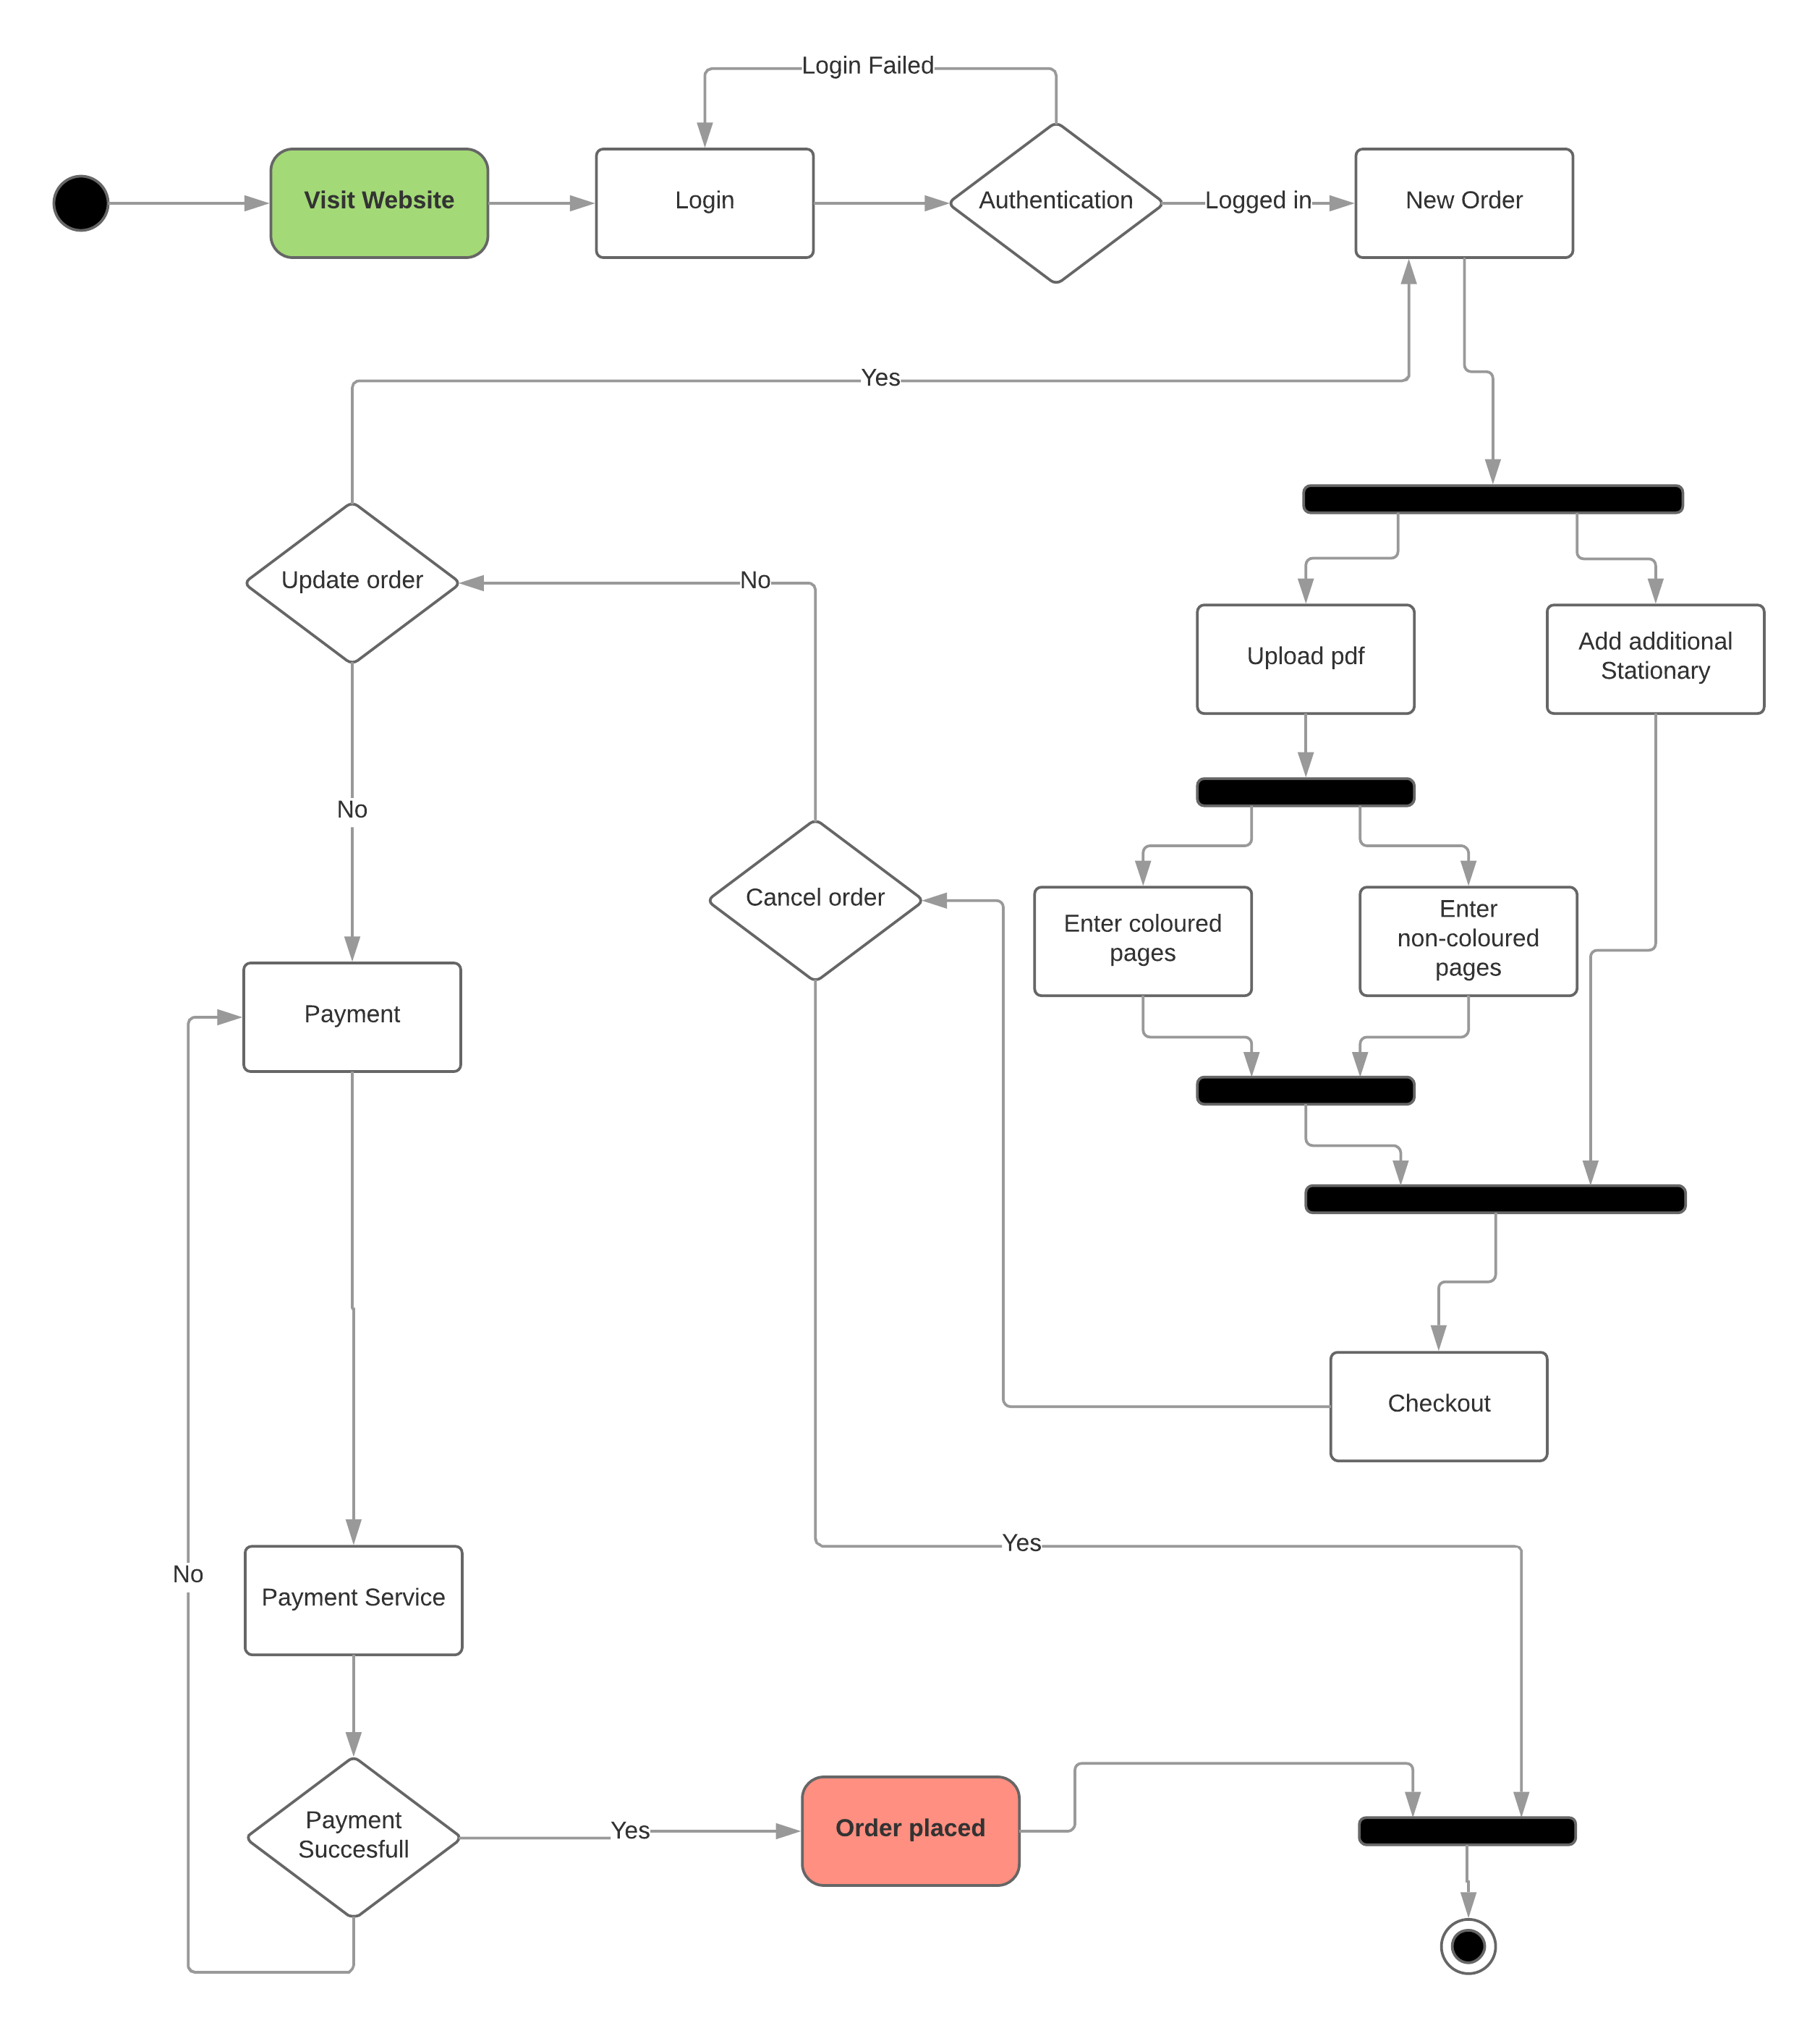 Login Failed
Visit Website
Login
Authentication
Logged in
New Order
Yes
Update order
No
Upload pdf
Add additional
Stationary
No
Cancel order
Enter coloured
pages
Enter
non-coloured
pages
Payment
Checkout
Yes
No
Payment Service
Payment
Succesfull
Yes
Order placed